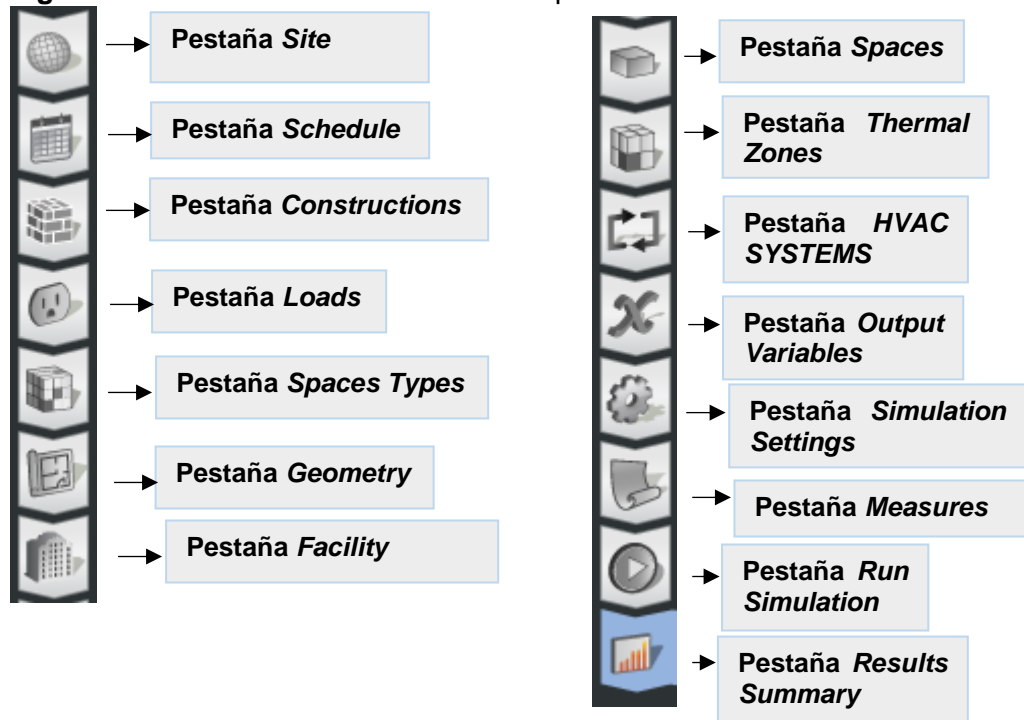 Pestaña Site
Pestaña Schedule
Pestaña Constructions
Pestaña Loads
Pestaña Spaces Types
Pestaña Geometry
Pestaña Facility
Pestaña Spaces
Pestaña Thermal
Zones
Pestaña HVAC
SYSTEMS
Pestaña Output
Variables
Pestaña Simulation
Settings
Pestaña Measures
Pestaña Run
Simulation
Pestaña Results
Summary